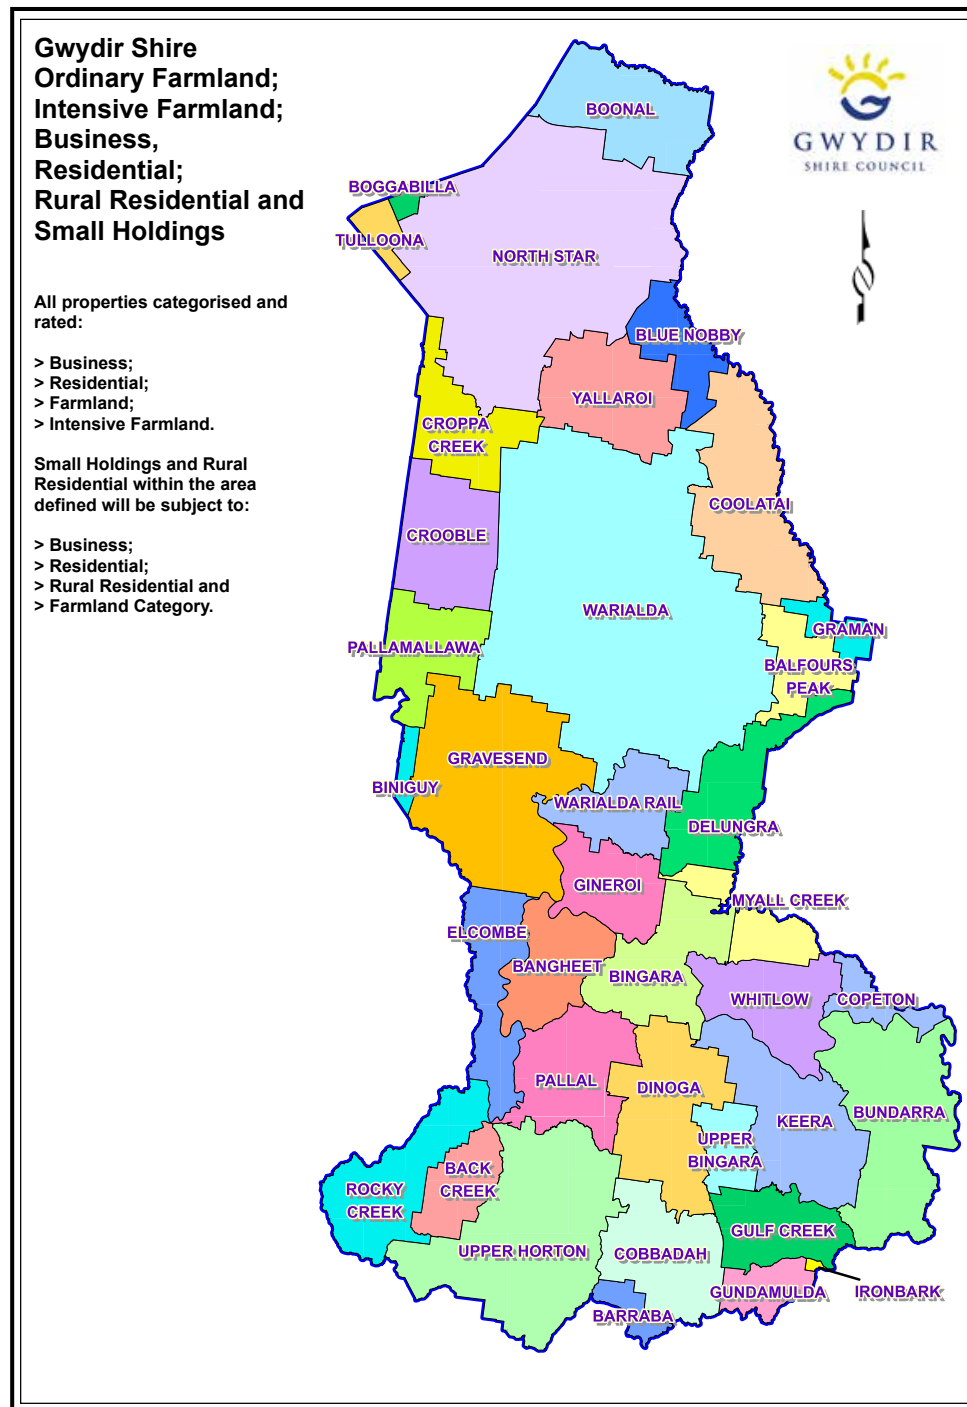 Gwydir Shire
Ordinary Farmland;
Intensive Farmland;
Business,
Residential;
Rural Residential and
Small Holdings
All properties categorised and
rated:
> Business;
> Residential;
> Farmland;
> Intensive Farmland.
Small Holdings and Rural
Residential within the area
defined will be subject to:
> Business;
> Residential;
> Rural Residential and
> Farmland Category.
GWYDIR
SHIRE COUNCIL
BOONAL
BOGGABILLA
TULLOONA
NORTH STAR
BLUE NOBBY
YALLAROI
CROPPA
CREEK
COOLATAI
CROOBLE
WARIALDA
GRAMAN
PALLAMALLAWA
BALFOURS
PEAK
GRAVESEND
BINIGUY
WARIALDA RAIL
DELUNGRA
GINEROI
MYALL CREEK
ELCOMBE
BANGHEET
BINGARA
WHITLOW
COPETON
PALLAL
DINOGA
KEERA
BUNDARRA
UPPER
BINGARA
BACK
CREEK
ROCKY
CREEK
UPPER HORTON
COBBADAH
GULF CREEK
GUNDAMULDA
IRONBARK
BARRABA